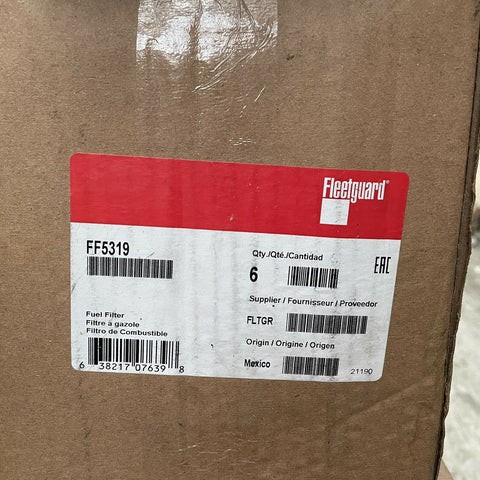 Fleetguard®
FF5319
Qty./Qté./Cantidad
6
EAC
Supplier / Fournisseur / Proveedor
FLTGR
Fuel Filter
Filtre à gazole
Filtro de Combustible
Origin / Origine / Origen
Mexico
21190
6 38217 07639 8